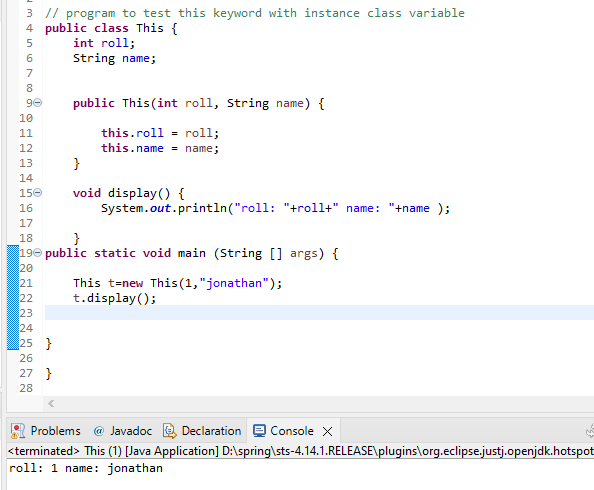 3 // program to test this keyword with instance class variable
4 public class This {
5 int roll;
6 String name;
7
8
9 public This(int roll, String name) {
10
11 this.roll = roll;
12 this.name = name;
13 }
14
15 void display() {
16 System.out.println("roll: "+roll+" name: "+name );
17
18 }
19 public static void main (String [] args) {
20
21 This t=new This(1,"jonathan");
22 t.display();
23
24
25 }
26
27 }
28
Problems @ Javadoc Declaration Console
<terminated> This (1) [Java Application] D:\spring\sts-4.14.1.RELEASE\plugins\org.eclipse.justj.openjdk.hotspot
roll: 1 name: jonathan